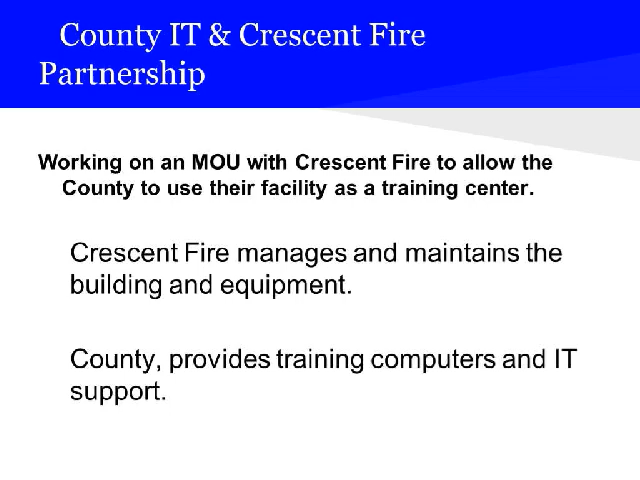 County IT & Crescent Fire
Partnership
Working on an MOU with Crescent Fire to allow the
County to use their facility as a training center.
Crescent Fire manages and maintains the
building and equipment.
County, provides training computers and IT
support.